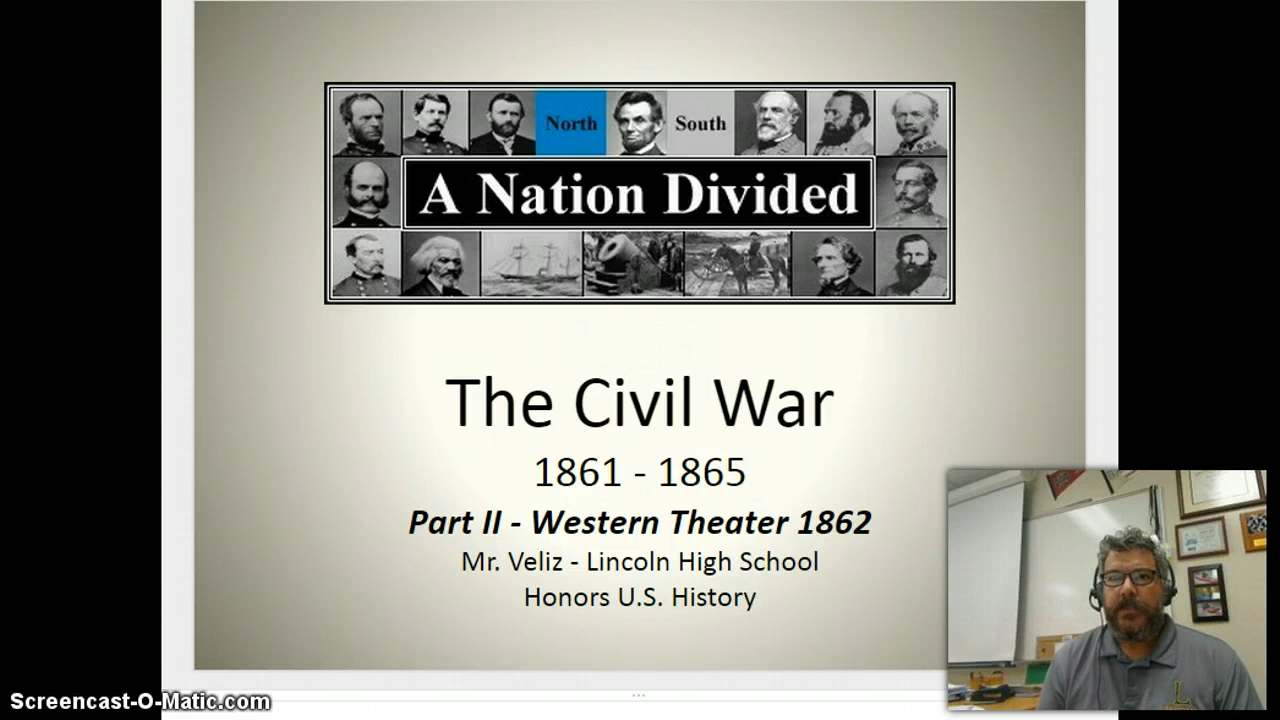 North
South
A Nation Divided
The Civil War
1861 - 1865
Part II - Western Theater 1862
Mr. Veliz - Lincoln High School
Honors U.S. History
Screencast-O-Matic.com
L